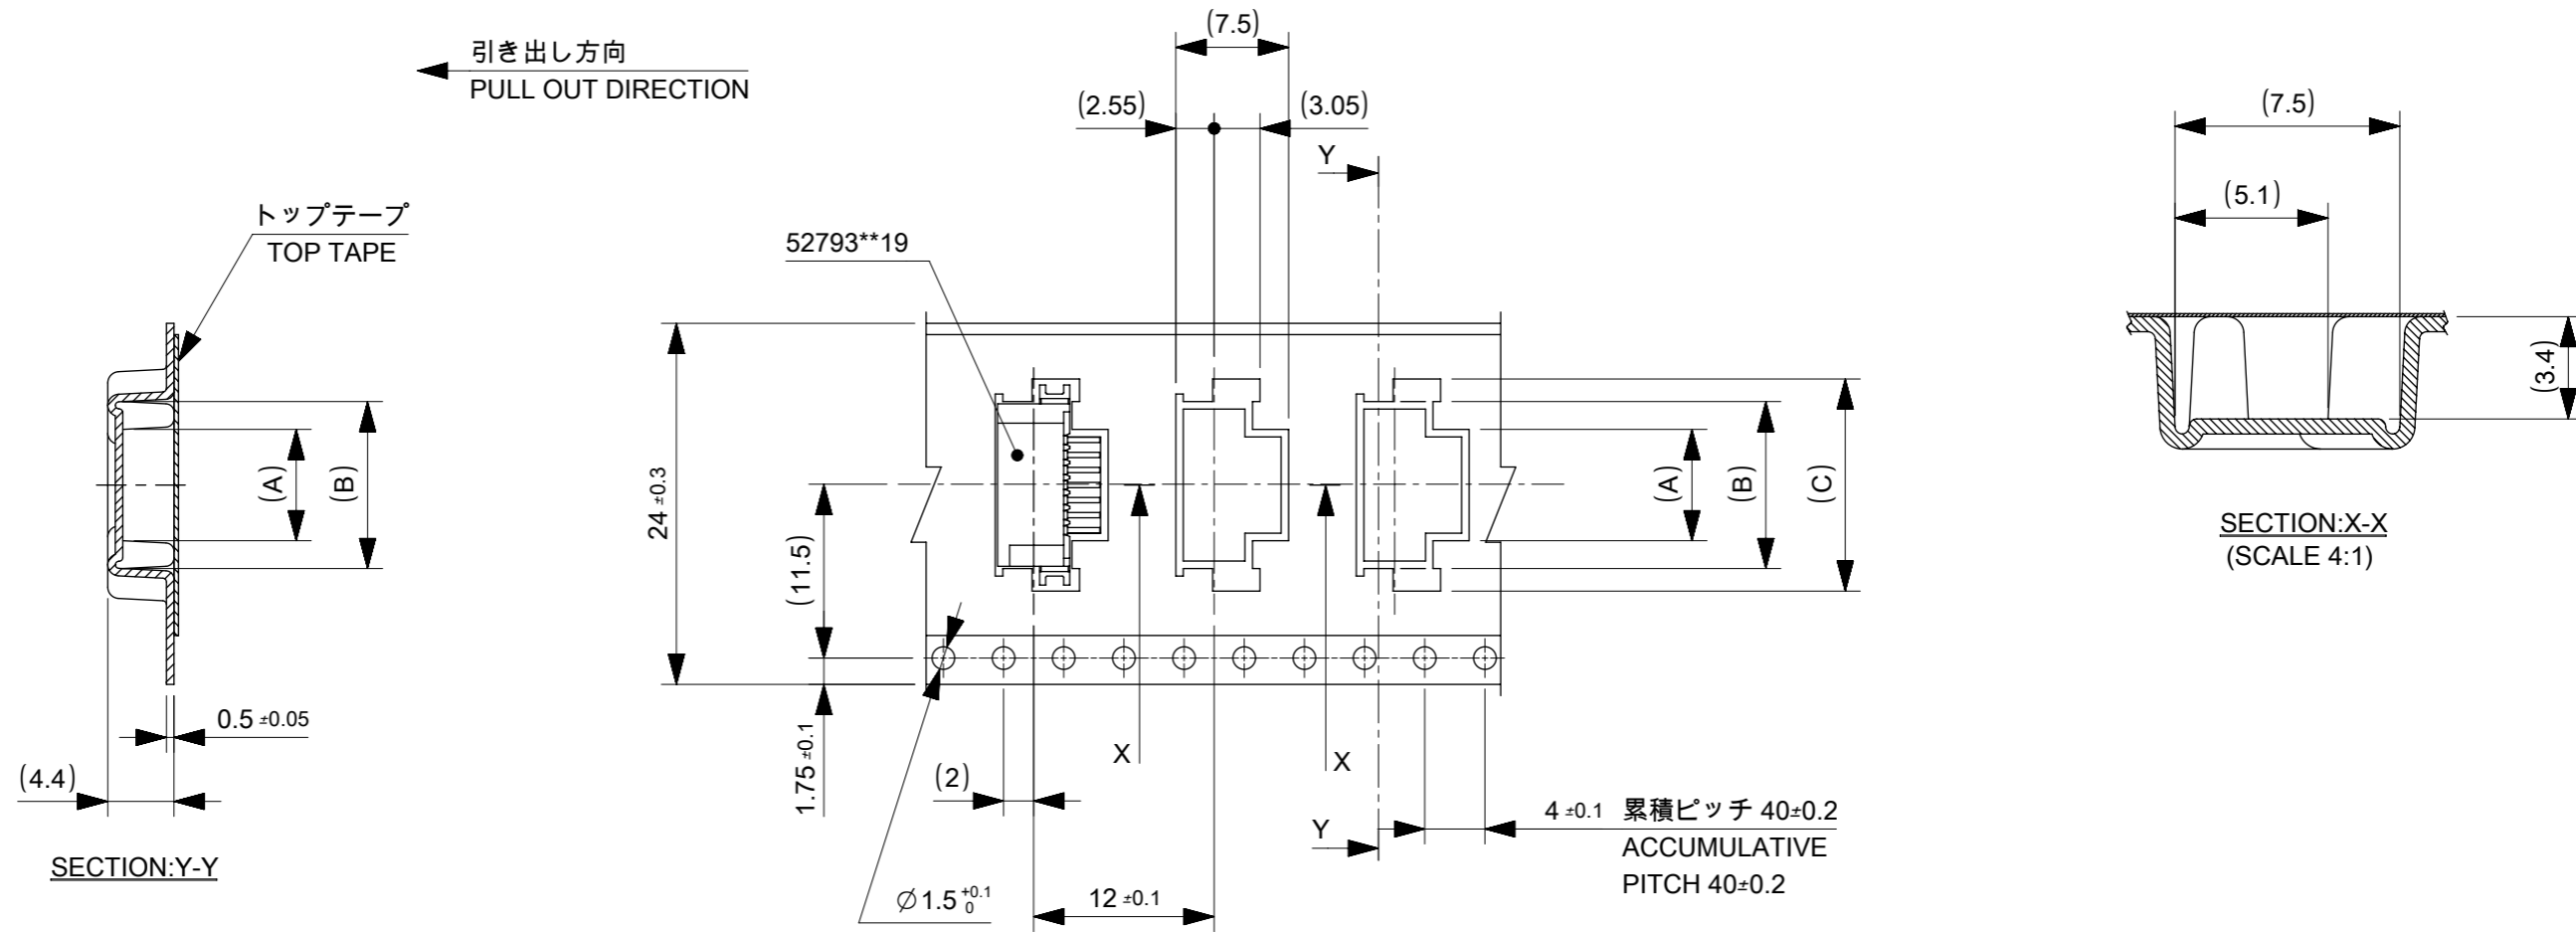 引き出し方向
PULL OUT DIRECTION
(7.5)
(2.55)
(3.05)
Y
(7.5)
(5.1)
(3.4)
SECTION:X-X
(SCALE 4:1)
トップテープ
TOP TAPE
52793**19
(A)
(B)
24 ±0.3
(11.5)
1.75 ±0.1
(A)
(B)
(C)
0.5 ±0.05
(4.4)
SECTION:Y-Y
(2)
X
X
Y
4 ±0.1 累積ピッチ 40±0.2
ACCUMULATIVE
PITCH 40±0.2
∅1.5 +0.1 0
12 ±0.1